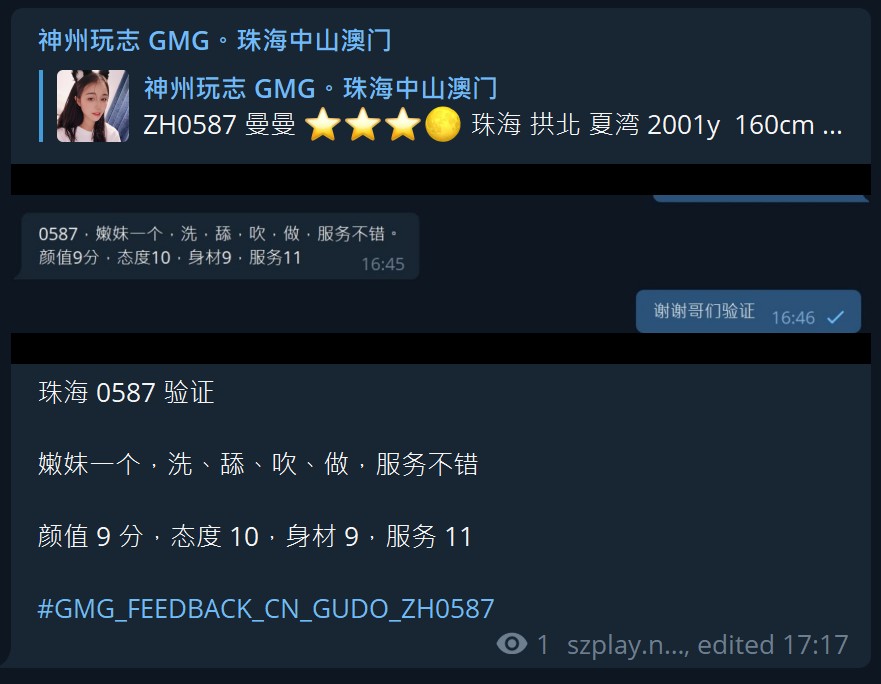 神州玩志 GMG。珠海中山澳门
神州玩志 GMG。珠海中山澳门
ZH0587 曼曼 ⭐⭐⭐🌕 珠海 拱北 夏湾 2001y 160cm ...
0587，嫩妹一个，洗，舔，吹，做，服务不错。
颜值9分，态度10，身材9，服务11
16:45
谢谢哥们验证 16:46
珠海 0587 验证
嫩妹一个，洗、舔、吹、做，服务不错
颜值 9 分，态度 10，身材 9，服务 11
#GMG_FEEDBACK_CN_GUDO_ZH0587
1 szplay.n..., edited 17:17